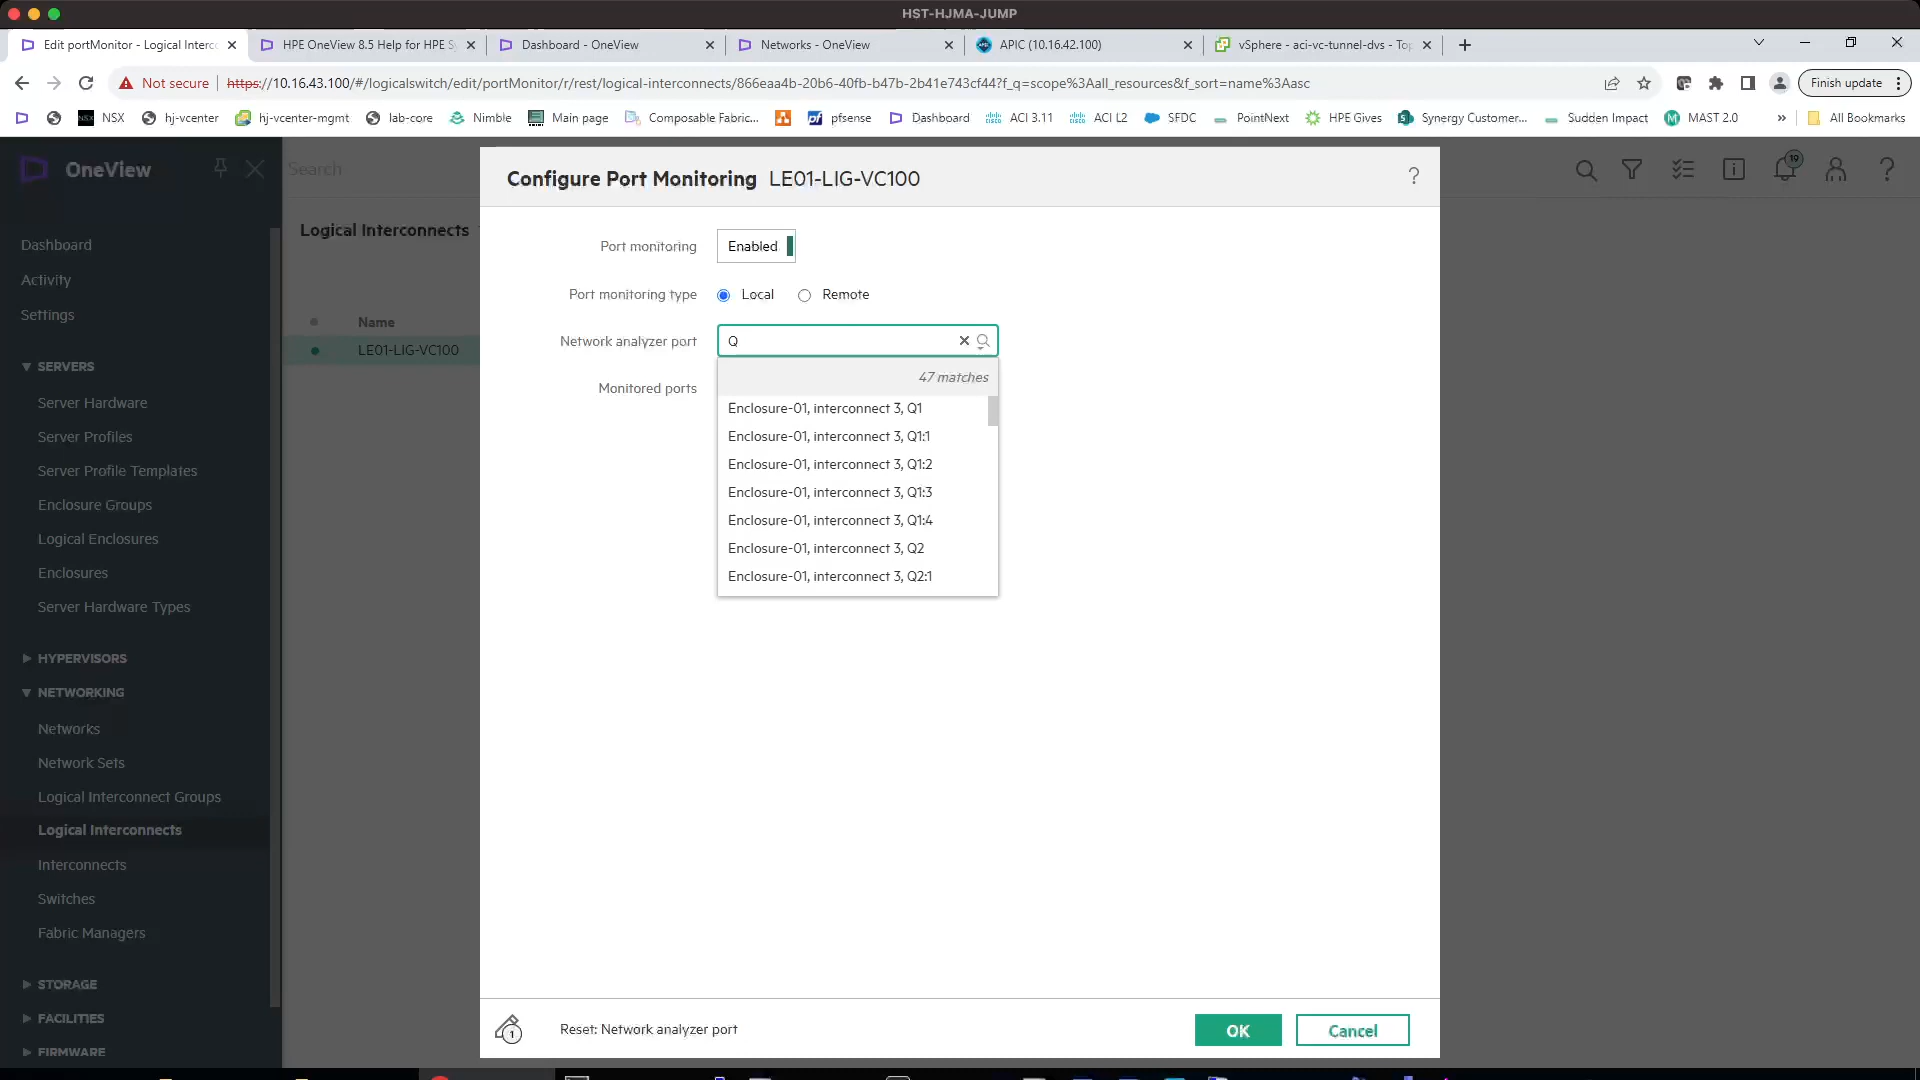 HST-HJMA-JUMP
Edit portMonitor - Logical Interc
HPE OneView 8.5 Help for HPE Sy
Dashboard - OneView
Networks - OneView
APIC (10.16.42.100)
vSphere - aci-vc-tunnel-dvs - Top
Not secure
https://10.16.43.100/#/logicalswitch/edit/portMonitor/r/rest/logical-interconnects/866eaa4b-20b6-40fb-b47b-2b41e743cf44?f_q=scope%3Aall_resources&f_sort=name%3Aasc
Finish update
NSX
hj-vcenter
hj-vcenter-mgmt
lab-core
Nimble
Main page
Composable Fabric...
pfsense
Dashboard
ACI 3.11
ACI L2
SFDC
PointNext
HPE Gives
Synergy Customer...
Sudden Impact
M
MAST 2.0
»
All Bookmarks
OneView
Search
19
Dashboard
Activity
Settings
SERVERS
Server Hardware
Server Profiles
Server Profile Templates
Enclosure Groups
Logical Enclosures
Enclosures
Server Hardware Types
HYPERVISORS
NETWORKING
Networks
Network Sets
Logical Interconnect Groups
Logical Interconnects
Interconnects
Switches
Fabric Managers
STORAGE
FACILITIES
FIRMWARE
Logical Interconnects
Name
LE01-LIG-VC100
Configure Port Monitoring LE01-LIG-VC100
?
Port monitoring Enabled
Port monitoring type Local Remote
Network analyzer port Q
47 matches
Monitored ports
Enclosure-01, interconnect 3, Q1
Enclosure-01, interconnect 3, Q1:1
Enclosure-01, interconnect 3, Q1:2
Enclosure-01, interconnect 3, Q1:3
Enclosure-01, interconnect 3, Q1:4
Enclosure-01, interconnect 3, Q2
Enclosure-01, interconnect 3, Q2:1
1
Reset: Network analyzer port
OK
Cancel